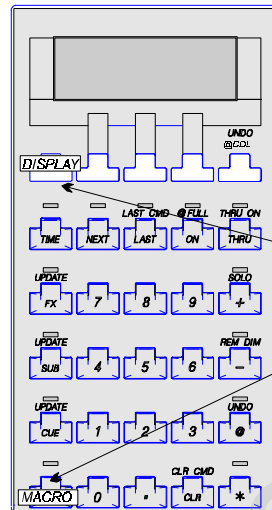 UNDO
@COL
DISPLAY
LAST CMD @FULL THRU ON
TIME NEXT LAST ON THRU
UPDATE SOLO
FX 7 8 9 +
UPDATE REM DIM
SUB 4 5 6 -
UPDATE UNDO
CUE 1 2 3 @
CLR CMD
MACRO 0 . CLR *